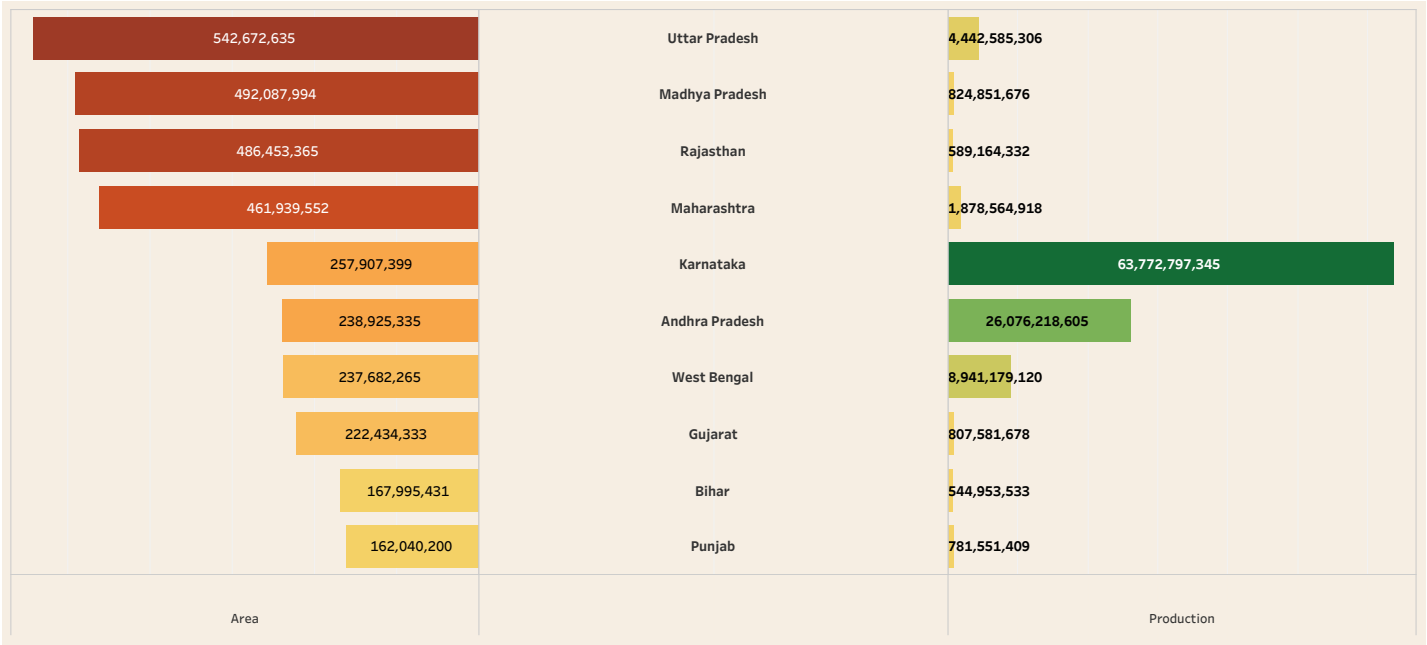 542,672,635 Uttar Pradesh 4,442,585,306
492,087,994 Madhya Pradesh 824,851,676
486,453,365 Rajasthan 589,164,332
461,939,552 Maharashtra 1,878,564,918
257,907,399 Karnataka 63,772,797,345
238,925,335 Andhra Pradesh 26,076,218,605
237,682,265 West Bengal 8,941,179,120
222,434,333 Gujarat 807,581,678
167,995,431 Bihar 544,953,533
162,040,200 Punjab 781,551,409
Area Production